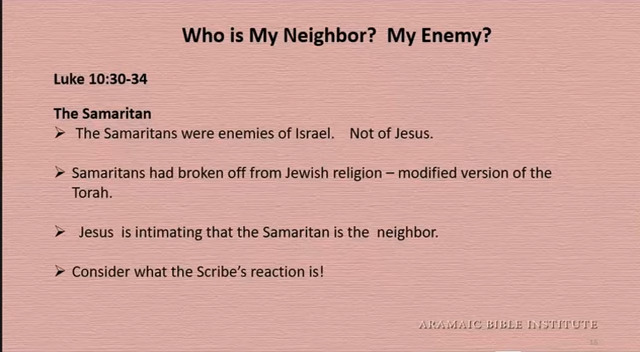 Who is My Neighbor? My Enemy?
Luke 10:30-34
The Samaritan
➢ The Samaritans were enemies of Israel. Not of Jesus.
➢ Samaritans had broken off from Jewish religion – modified version of the
Torah.
➢ Jesus is intimating that the Samaritan is the neighbor.
➢ Consider what the Scribe's reaction is!
ARAMAIC BIBLE INSTITUTE